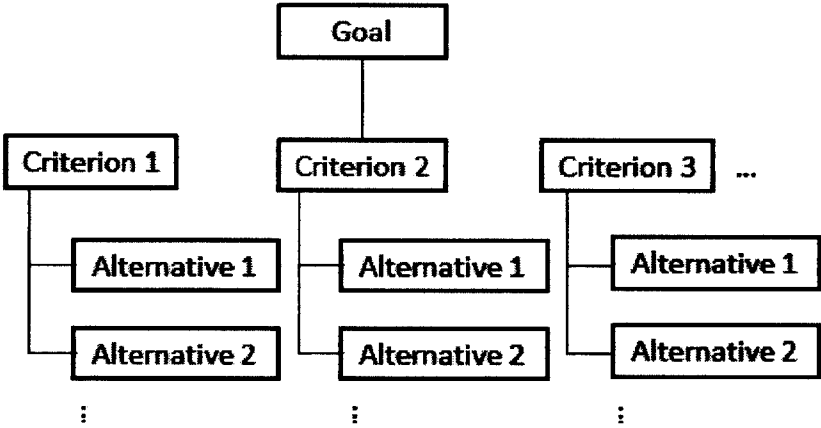 Goal
Criterion 1
Criterion 2
Criterion 3
...
Alternative 1
Alternative 1
Alternative 1
Alternative 2
Alternative 2
Alternative 2
⋮
⋮
⋮